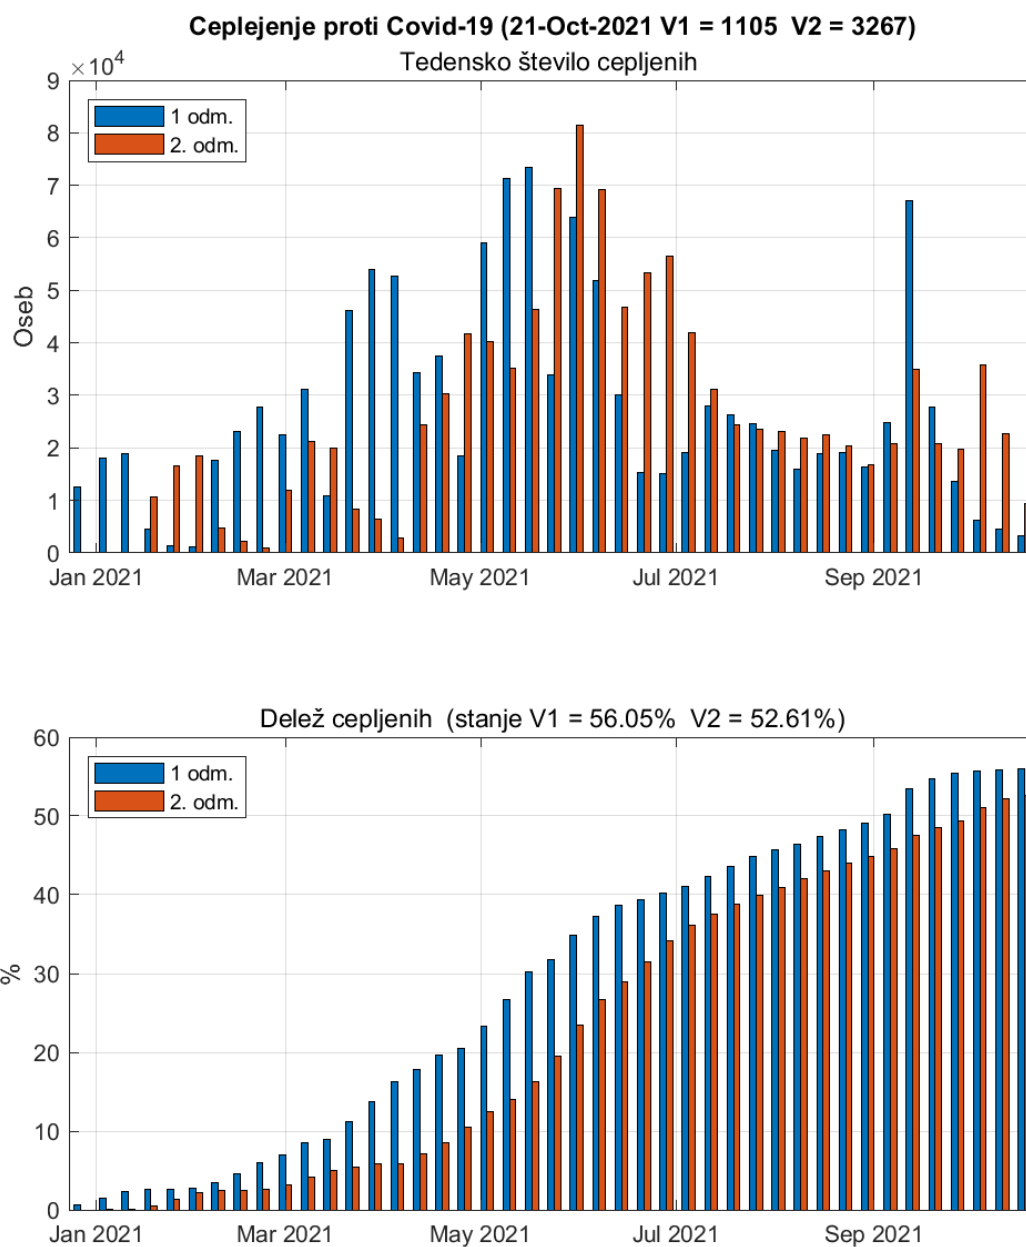 Ceplejenje proti Covid-19 (21-Oct-2021 V1 = 1105 V2 = 3267)
Tedensko število cepljenih
×10⁴
1 odm.
2. odm.
9
8
7
6
5
4
3
2
1
0
Oseb
Jan 2021 Mar 2021 May 2021 Jul 2021 Sep 2021
Delež cepljenih (stanje V1 = 56.05% V2 = 52.61%)
1 odm.
2. odm.
60
50
40
30
20
10
0
%
Jan 2021 Mar 2021 May 2021 Jul 2021 Sep 2021